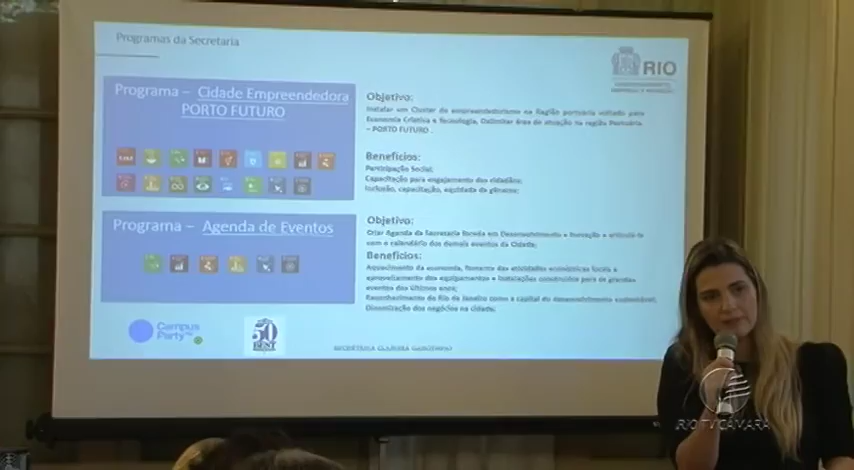 Programas da Secretaria
RIO
Programa – Cidade Empreendedora
PORTO FUTURO
Objetivo:
Instalar um Cluster de empreendedorismo na Região portuária voltado para
Economia Criativa e Tecnologia, Delimitar área de atuação na região Portuária
– PORTO FUTURO .
Benefícios:
Participação Social;
Capacitação para engajamento dos cidadãos;
Inclusão, capacitação, equidade de gêneros;
Programa – Agenda de Eventos
Objetivo:
Criar Agenda da Secretaria focada em Desenvolvimento e Inovação e articulá-la
com o calendário dos demais eventos da Cidade;
Benefícios:
Aquecimento da economia, fomento das atividades econômicas locais e
aproveitamento dos equipamentos e instalações construídos para os grandes
eventos dos últimos anos;
Reconhecimento do Rio de Janeiro como a capital do desenvolvimento sustentável;
Dinamização dos negócios na cidade;
Campus
Party
50
SECRETÁRIA CLARISSA GAROTINHO
RIO TV CÂMARA